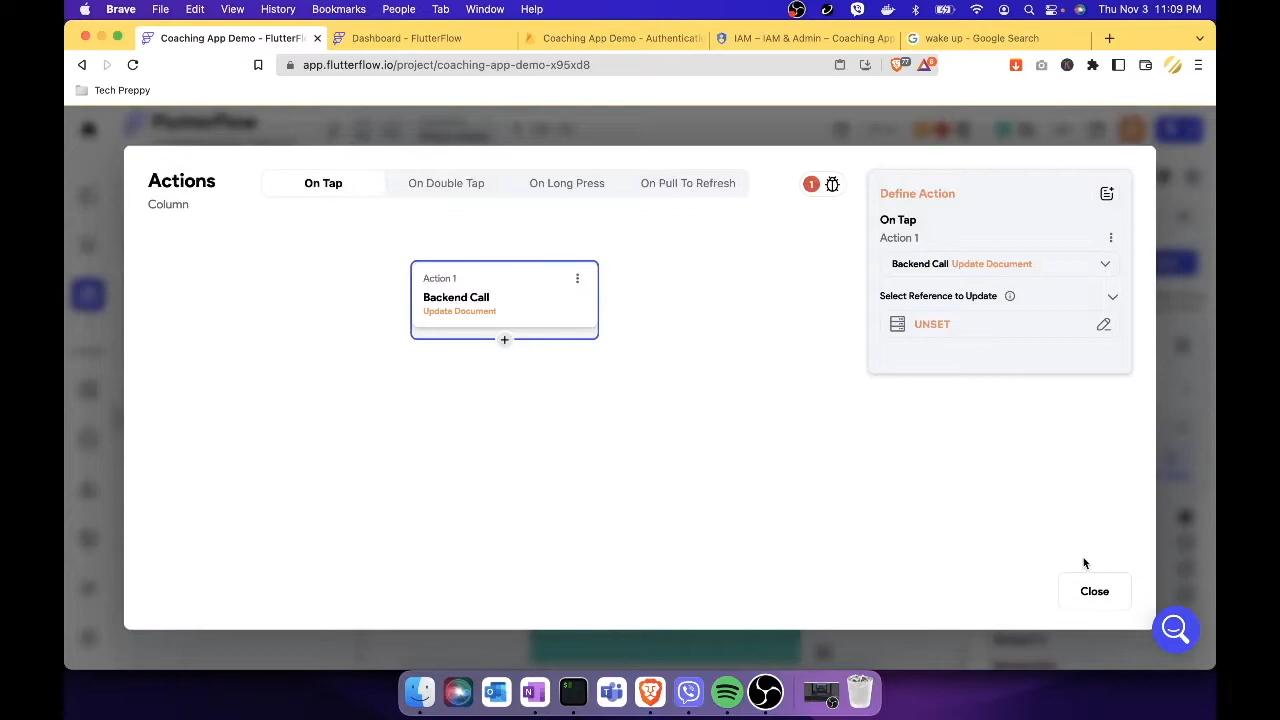 Brave File Edit View History Bookmarks People Tab Window Help Thu Nov 3 11:09 PM
Coaching App Demo - FlutterFl Dashboard - FlutterFlow Coaching App Demo - Authenticati IAM – IAM & Admin – Coaching App wake up - Google Search
app.flutterflow.io/project/coaching-app-demo-x95xd8 77 8
Tech Preppy
FlutterFlow
Actions On Tap On Double Tap On Long Press On Pull To Refresh 1
Column
Define Action
On Tap
Action 1
Backend Call Update Document
Select Reference to Update
UNSET
Action 1
Backend Call
Update Document
+
Close